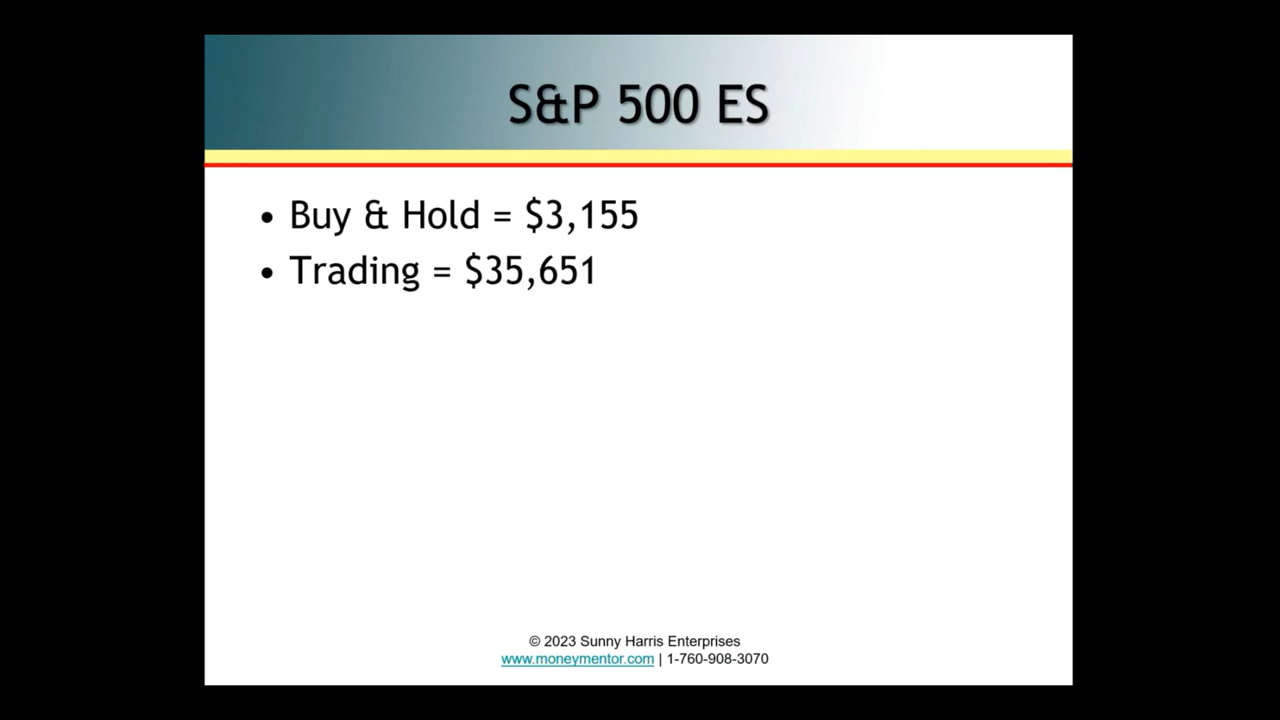 S&P 500 ES
• Buy & Hold = $3,155
• Trading = $35,651
© 2023 Sunny Harris Enterprises
www.moneymentor.com | 1-760-908-3070